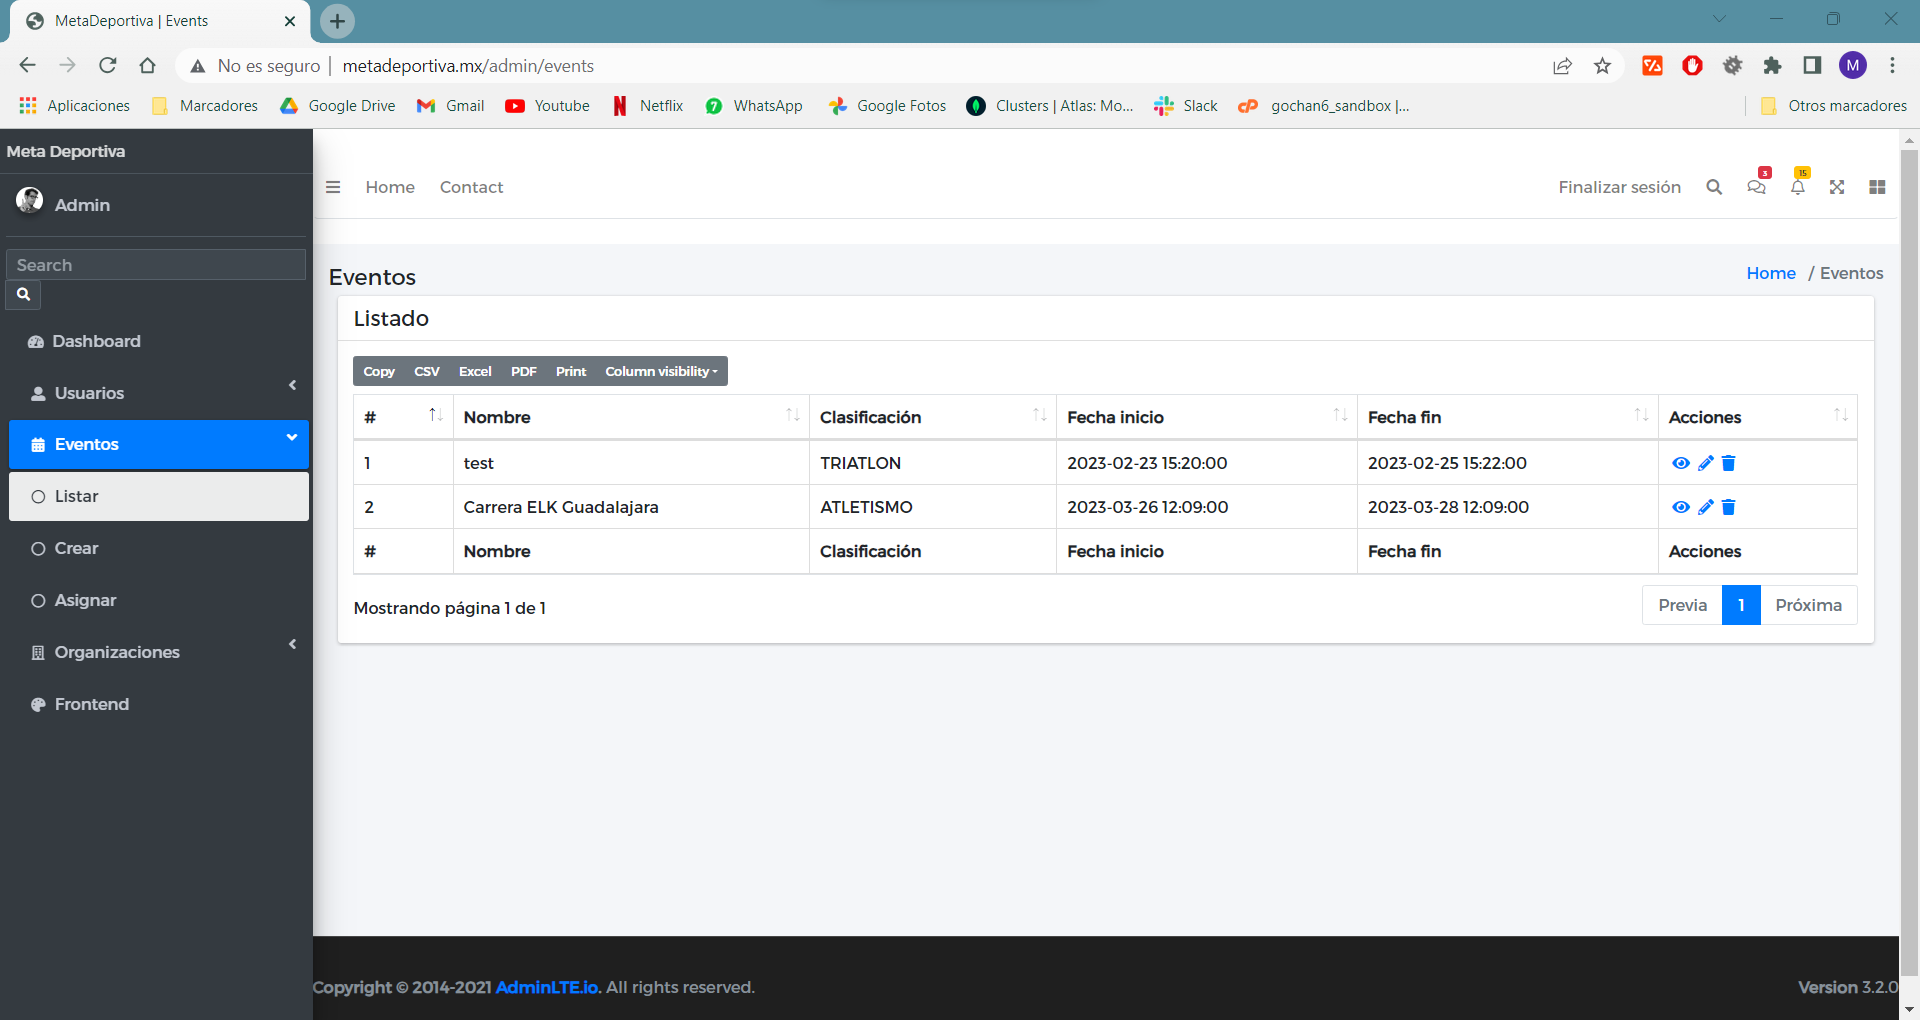 MetaDeportiva | Events
No es seguro | metadeportiva.mx/admin/events
M
Aplicaciones Marcadores Google Drive Gmail Youtube Netflix WhatsApp Google Fotos Clusters | Atlas: Mo... Slack gochan6_sandbox |... Otros marcadores
Meta Deportiva
Admin
Search
Dashboard
Usuarios
Eventos
Listar
Crear
Asignar
Organizaciones
Frontend
Home Contact Finalizar sesión 3 15
Eventos
Home / Eventos
Listado
Copy CSV Excel PDF Print Column visibility
# Nombre Clasificación Fecha inicio Fecha fin Acciones
1 test TRIATLON 2023-02-23 15:20:00 2023-02-25 15:22:00
2 Carrera ELK Guadalajara ATLETISMO 2023-03-26 12:09:00 2023-03-28 12:09:00
# Nombre Clasificación Fecha inicio Fecha fin Acciones
Mostrando página 1 de 1
Previa 1 Próxima
Copyright © 2014-2021 AdminLTE.io. All rights reserved.
Version 3.2.0